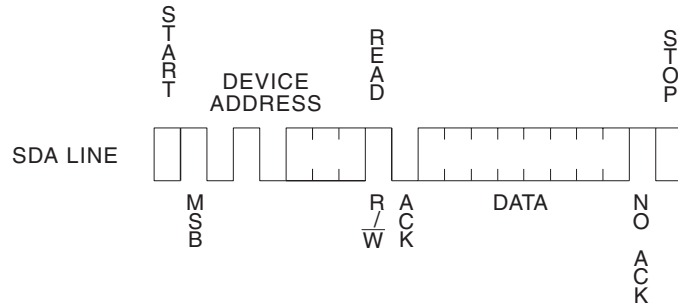 START
DEVICE
ADDRESS
READ
STOP
SDA LINE
MSB
R/W
ACK
DATA
NO ACK